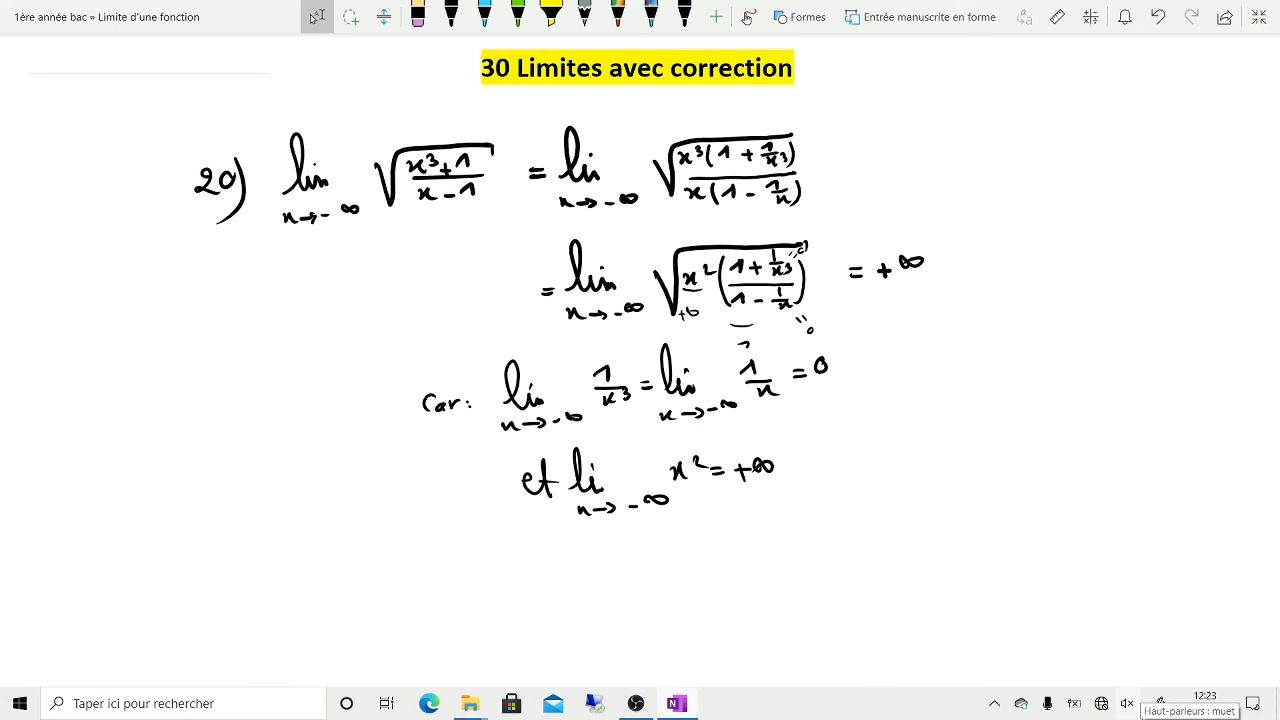 1ère année bac » Limite d'une fonction
Formes
Entrée manuscrite en forme
30 Limites avec correction
20) lim x→-∞ √((x³+1)/(x-1)) = lim x→-∞ √(x³(1+1/x³)/x(1-1/x))
= lim x→-∞ √(x²((1+1/x³)/(1-1/x))) = +∞
Car: lim x→-∞ 1/x³ = lim x→-∞ 1/x = 0
et lim x→-∞ x² = +∞
Taper ici pour rechercher
12:23
Haut-parleurs : muet